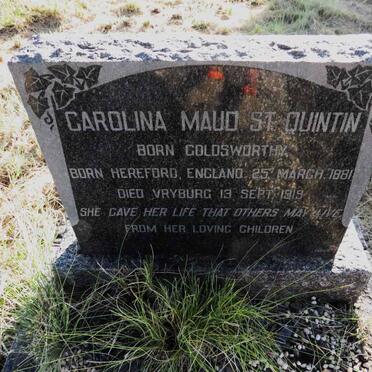 CAROLINA MAUD ST. QUINTIN
BORN GOLDSWORTHY.
BORN HEREFORD, ENGLAND, 25 MARCH, 1881
DIED VRYBURG 13 SEPT. 1919
SHE GAVE HER LIFE THAT OTHERS MAY LIVE.
FROM HER LOVING CHILDREN